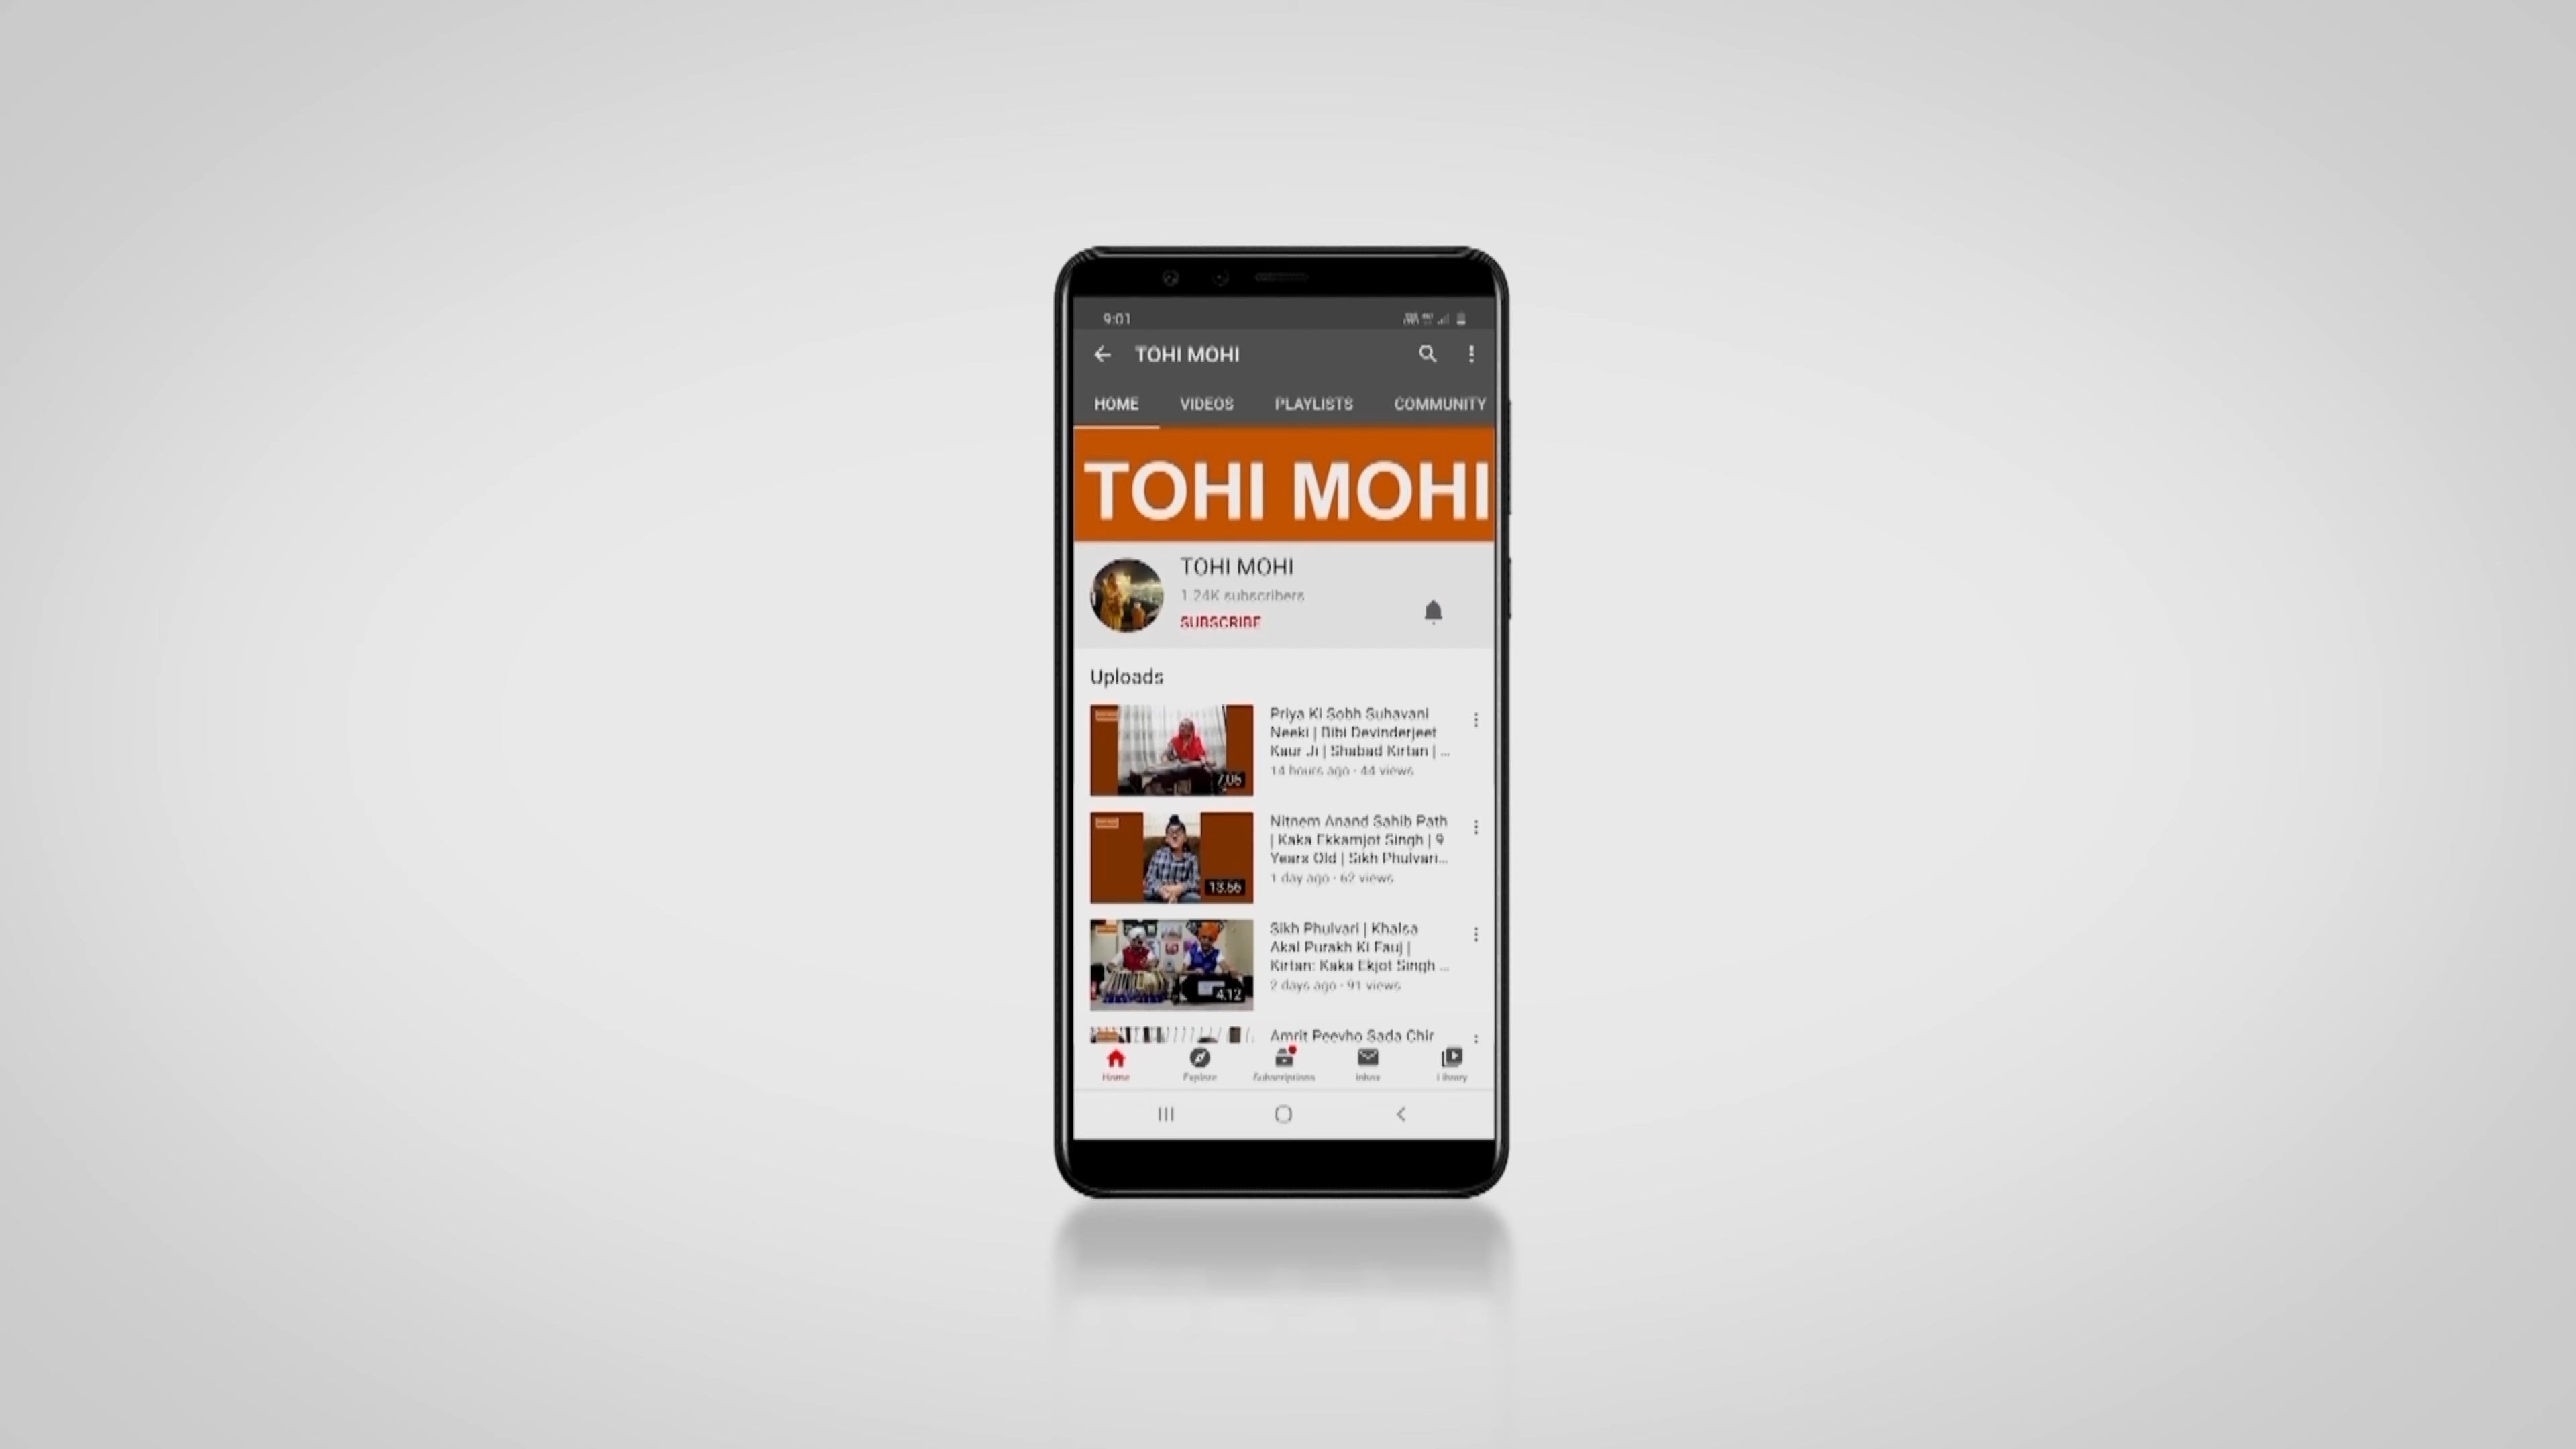 9:01
TOHI MOHI
HOME VIDEOS PLAYLISTS COMMUNITY
TOHI MOHI
TOHI MOHI
1.24K subscribers
SUBSCRIBE
Uploads
Priya Ki Sobh Suhavani
Neeki | Bibi Devinderjeet
Kaur Ji | Shabad Kirtan | ...
14 hours ago · 44 views
7:06
Nitnem Anand Sahib Path
| Kaka Ekkamjot Singh | 9
Years Old | Sikh Phulvari...
1 day ago · 62 views
13:56
Sikh Phulvari | Khalsa
Akal Purakh Ki Fauj |
Kirtan: Kaka Ekjot Singh ...
2 days ago · 91 views
4:12
Amrit Peevho Sada Chir
Home Explore Subscriptions Inbox Library